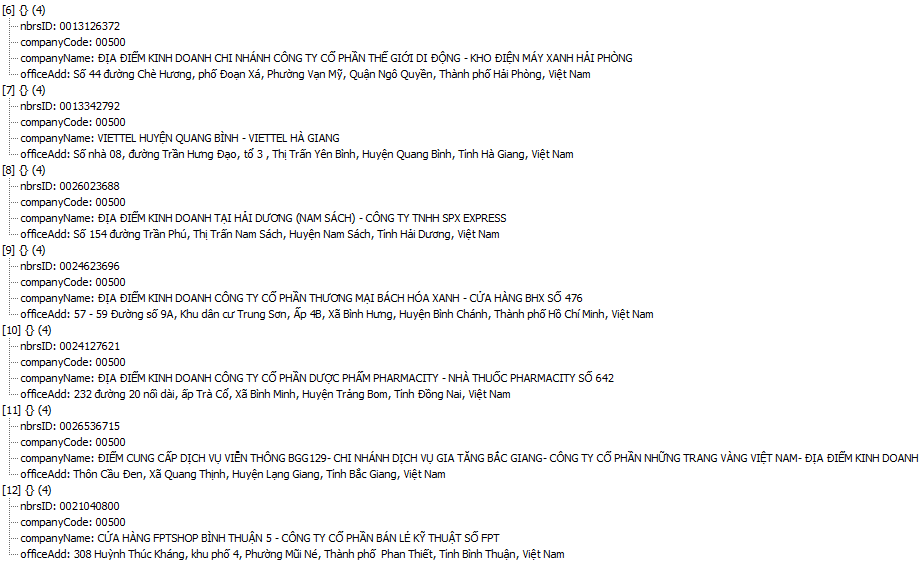 [6] {} (4)
nbrsID: 0013126372
companyCode: 00500
companyName: ĐỊA ĐIỂM KINH DOANH CHI NHÁNH CÔNG TY CỔ PHẦN THẾ GIỚI DI ĐỘNG - KHO ĐIỆN MÁY XANH HẢI PHÒNG
officeAdd: Số 44 đường Chè Hương, phố Đoạn Xá, Phường Vạn Mỹ, Quận Ngô Quyền, Thành phố Hải Phòng, Việt Nam
[7] {} (4)
nbrsID: 0013342792
companyCode: 00500
companyName: VIETTEL HUYỆN QUANG BÌNH - VIETTEL HÀ GIANG
officeAdd: Số nhà 08, đường Trần Hưng Đạo, tổ 3 , Thị Trấn Yên Bình, Huyện Quang Bình, Tỉnh Hà Giang, Việt Nam
[8] {} (4)
nbrsID: 0026023688
companyCode: 00500
companyName: ĐỊA ĐIỂM KINH DOANH TẠI HẢI DƯƠNG (NAM SÁCH) - CÔNG TY TNHH SPX EXPRESS
officeAdd: Số 154 đường Trần Phú, Thị Trấn Nam Sách, Huyện Nam Sách, Tỉnh Hải Dương, Việt Nam
[9] {} (4)
nbrsID: 0024623696
companyCode: 00500
companyName: ĐỊA ĐIỂM KINH DOANH CÔNG TY CỔ PHẦN THƯƠNG MẠI BÁCH HÓA XANH - CỬA HÀNG BHX SỐ 476
officeAdd: 57 - 59 Đường số 9A, Khu dân cư Trung Sơn, Ấp 4B, Xã Bình Hưng, Huyện Bình Chánh, Thành phố Hồ Chí Minh, Việt Nam
[10] {} (4)
nbrsID: 0024127621
companyCode: 00500
companyName: ĐỊA ĐIỂM KINH DOANH CÔNG TY CỔ PHẦN DƯỢC PHẨM PHARMACITY - NHÀ THUỐC PHARMACITY SỐ 642
officeAdd: 232 đường 20 nối dài, ấp Trà Cổ, Xã Bình Minh, Huyện Trảng Bom, Tỉnh Đồng Nai, Việt Nam
[11] {} (4)
nbrsID: 0026536715
companyCode: 00500
companyName: ĐIỂM CUNG CẤP DỊCH VỤ VIỄN THÔNG BGG129- CHI NHÁNH DỊCH VỤ GIA TĂNG BẮC GIANG- CÔNG TY CỔ PHẦN NHỮNG TRANG VÀNG VIỆT NAM- ĐỊA ĐIỂM KINH DOANH
officeAdd: Thôn Cầu Đen, Xã Quang Thịnh, Huyện Lạng Giang, Tỉnh Bắc Giang, Việt Nam
[12] {} (4)
nbrsID: 0021040800
companyCode: 00500
companyName: CỬA HÀNG FPTSHOP BÌNH THUẬN 5 - CÔNG TY CỔ PHẦN BÁN LẺ KỸ THUẬT SỐ FPT
officeAdd: 308 Huỳnh Thúc Kháng, khu phố 4, Phường Mũi Né, Thành phố  Phan Thiết, Tỉnh Bình Thuận, Việt Nam